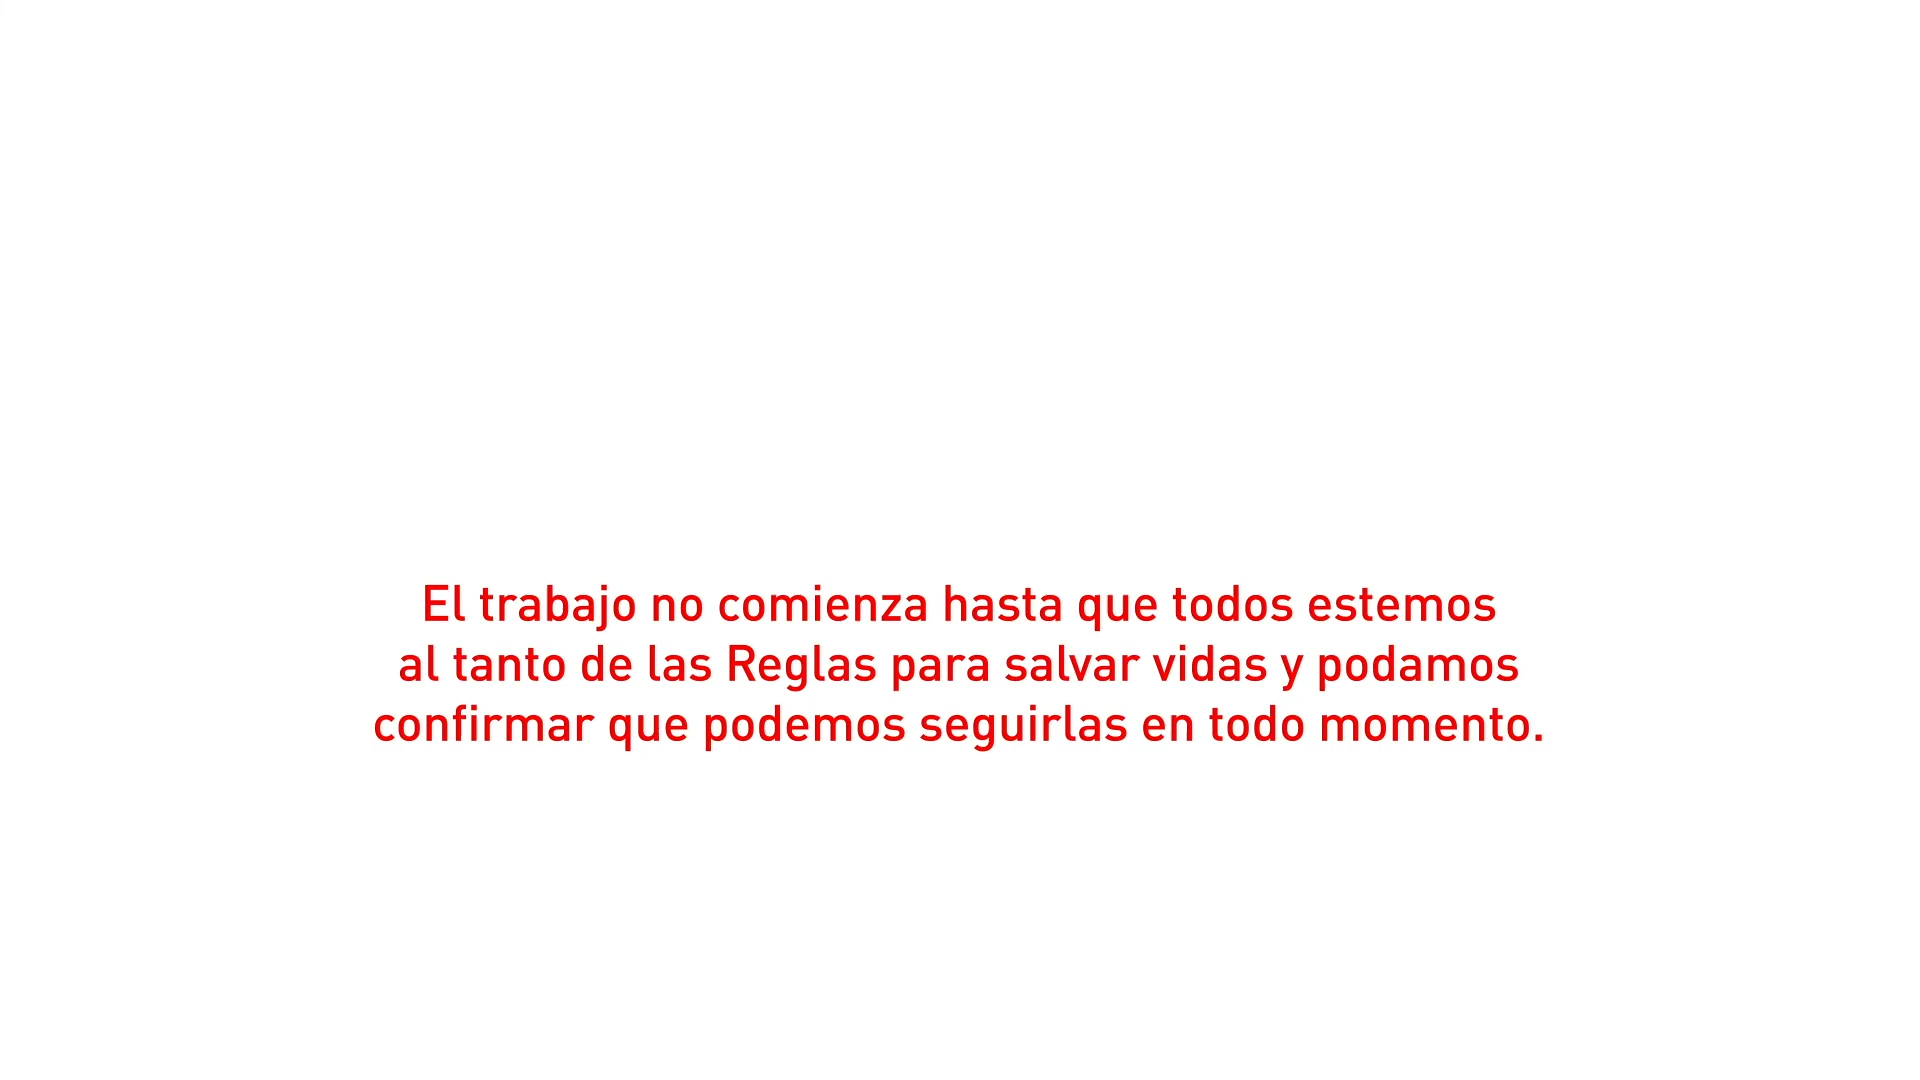 El trabajo no comienza hasta que todos estemos
al tanto de las Reglas para salvar vidas y podamos
confirmar que podemos seguirlas en todo momento.